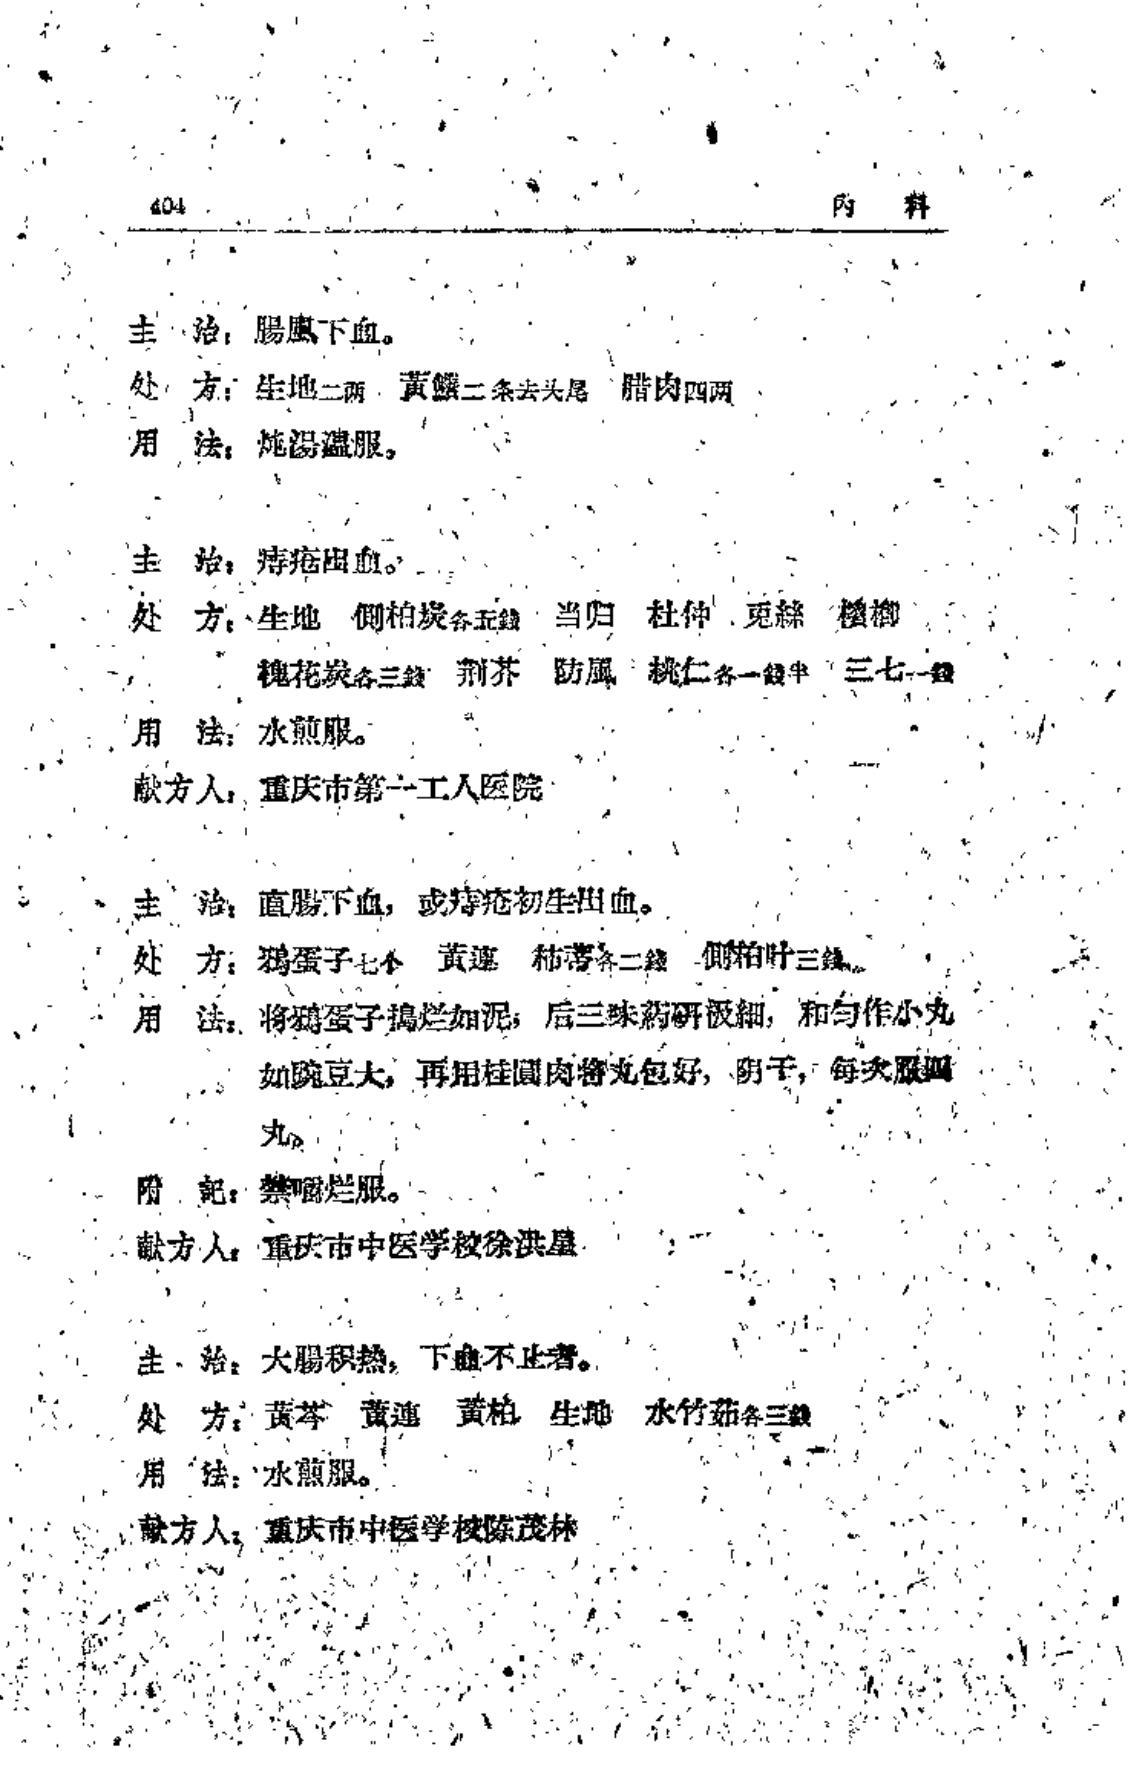 404 内 科
主 治：腸風下血。
处 方：生地二两 黃鱔二条去头尾 腊肉四两
用 法：炖湯溫服。
主 治：痔疮出血。
处 方：生地 側柏炭各五錢 当归 杜仲 兎絲 檳榔
槐花炭各三錢 荆芥 防風 桃仁各一錢半 三七一錢
用 法：水煎服。
献方人：重庆市第一工人医院
主 治：直腸下血，或痔疮初生出血。
处 方：鴉蛋子七个 黃連 柿蒂各二錢 側柏叶三錢
用 法：将鴉蛋子搗烂如泥；后三味药研极細，和匀作小丸
如豌豆大，再用桂圓肉将丸包好，阴干，每次服四
丸。
附 記：禁嚼烂服。
献方人：重庆市中医学校徐洪星
主 治：大腸积热，下血不止者。
处 方：黃芩 黃連 黃柏 生地 水竹茹各三錢
用 法：水煎服。
献方人：重庆市中医学校陈茂林